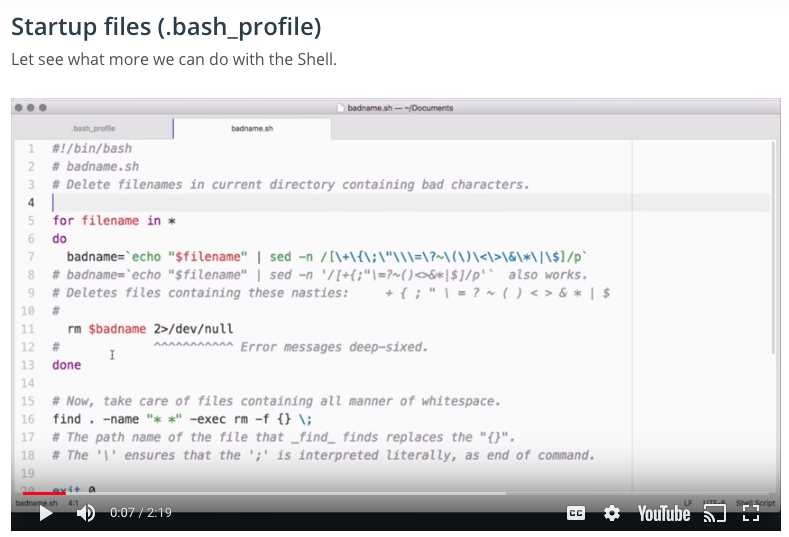 Startup files (.bash_profile)
Let see what more we can do with the Shell.
badname.sh — ~/Documents
.bash_profile
badname.sh
1 #!/bin/bash
2 # badname.sh
3 # Delete filenames in current directory containing bad characters.
4
5 for filename in *
6 do
7 badname=`echo "$filename" | sed -n /[\+\{\;\"\\\=\?~\(\)\<\>\&\*\|\$]/p`
8 # badname=`echo "$filename" | sed -n '/[+{;"\=?~()<>&*|$]/p'` also works.
9 # Deletes files containing these nasties: + { ; " \ = ? ~ ( ) < > & * | $
10 #
11 rm $badname 2>/dev/null
12 # ^^^^^^^^^^^ Error messages deep-sixed.
13 done
14
15 # Now, take care of files containing all manner of whitespace.
16 find . -name "* *" -exec rm -f {} \;
17 # The path name of the file that _find_ finds replaces the "{}".
18 # The '\' ensures that the ';' is interpreted literally, as end of command.
19
20 exit 0
badname.sh 4:1 LF UTF-8 Shell Script
0:07 / 2:19 CC YouTube